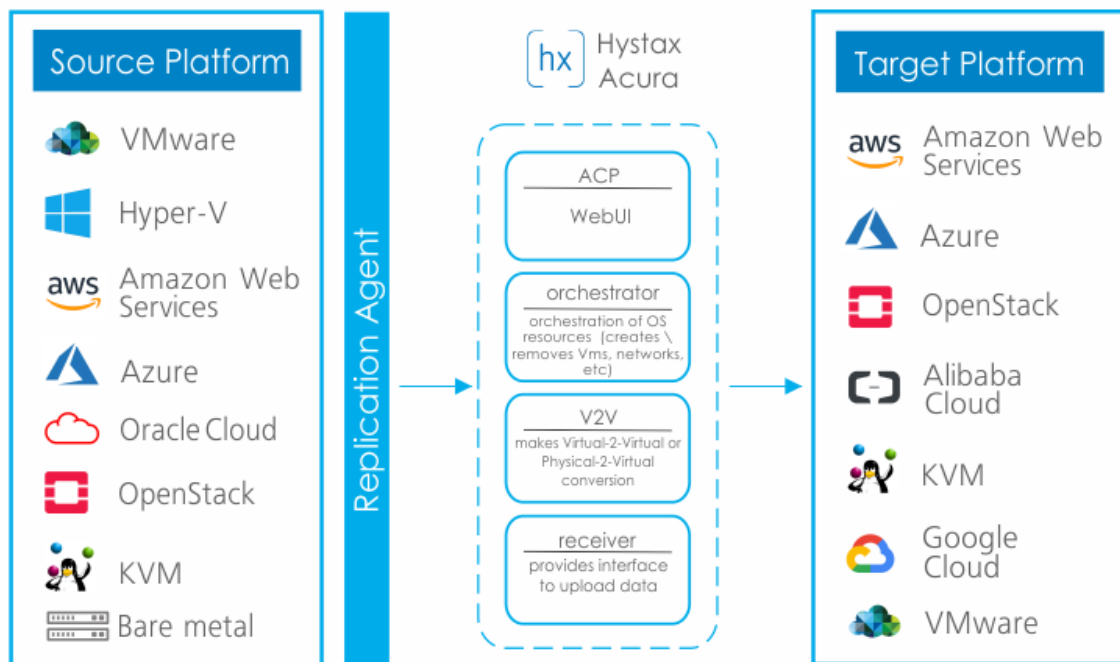 Source Platform
VMware
Hyper-V
aws
Amazon Web
Services
Azure
Oracle Cloud
OpenStack
KVM
Bare metal
Replication Agent
hx
Hystax
Acura
ACP
WebUI
orchestrator
orchestration of OS
resources (creates \
removes Vms, networks,
etc)
V2V
makes Virtual-2-Virtual or
Physical-2-Virtual
conversion
receiver
provides interface
to upload data
Target Platform
aws
Amazon Web
Services
Azure
OpenStack
Alibaba
Cloud
KVM
Google
Cloud
VMware